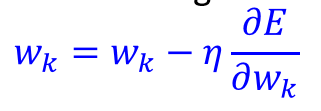 w_k = w_k − η ∂E/∂w_k